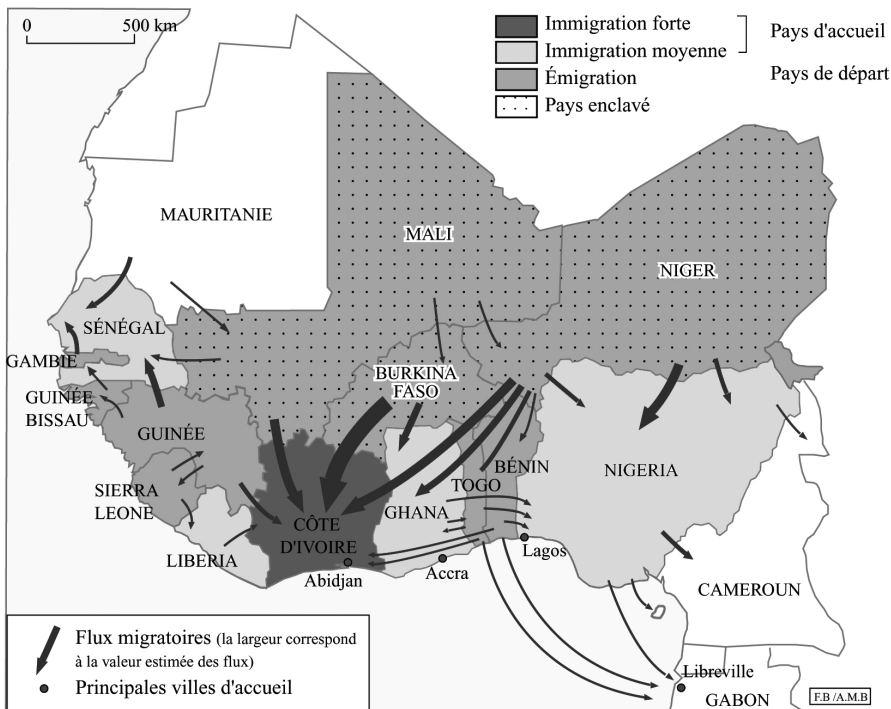 0 500 km
Immigration forte
Immigration moyenne
Pays d'accueil
Émigration
Pays de départ
Pays enclavé
MAURITANIE
MALI
NIGER
SÉNÉGAL
GAMBIE
GUINÉE
BISSAU
BURKINA
FASO
GUINÉE
BÉNIN
NIGERIA
TOGO
SIERRA
LEONE
GHANA
CÔTE
D'IVOIRE
LIBERIA
Abidjan
Accra
Lagos
CAMEROUN
Libreville
GABON
Flux migratoires (la largeur correspond
à la valeur estimée des flux)
Principales villes d'accueil
F.B /A.M.B